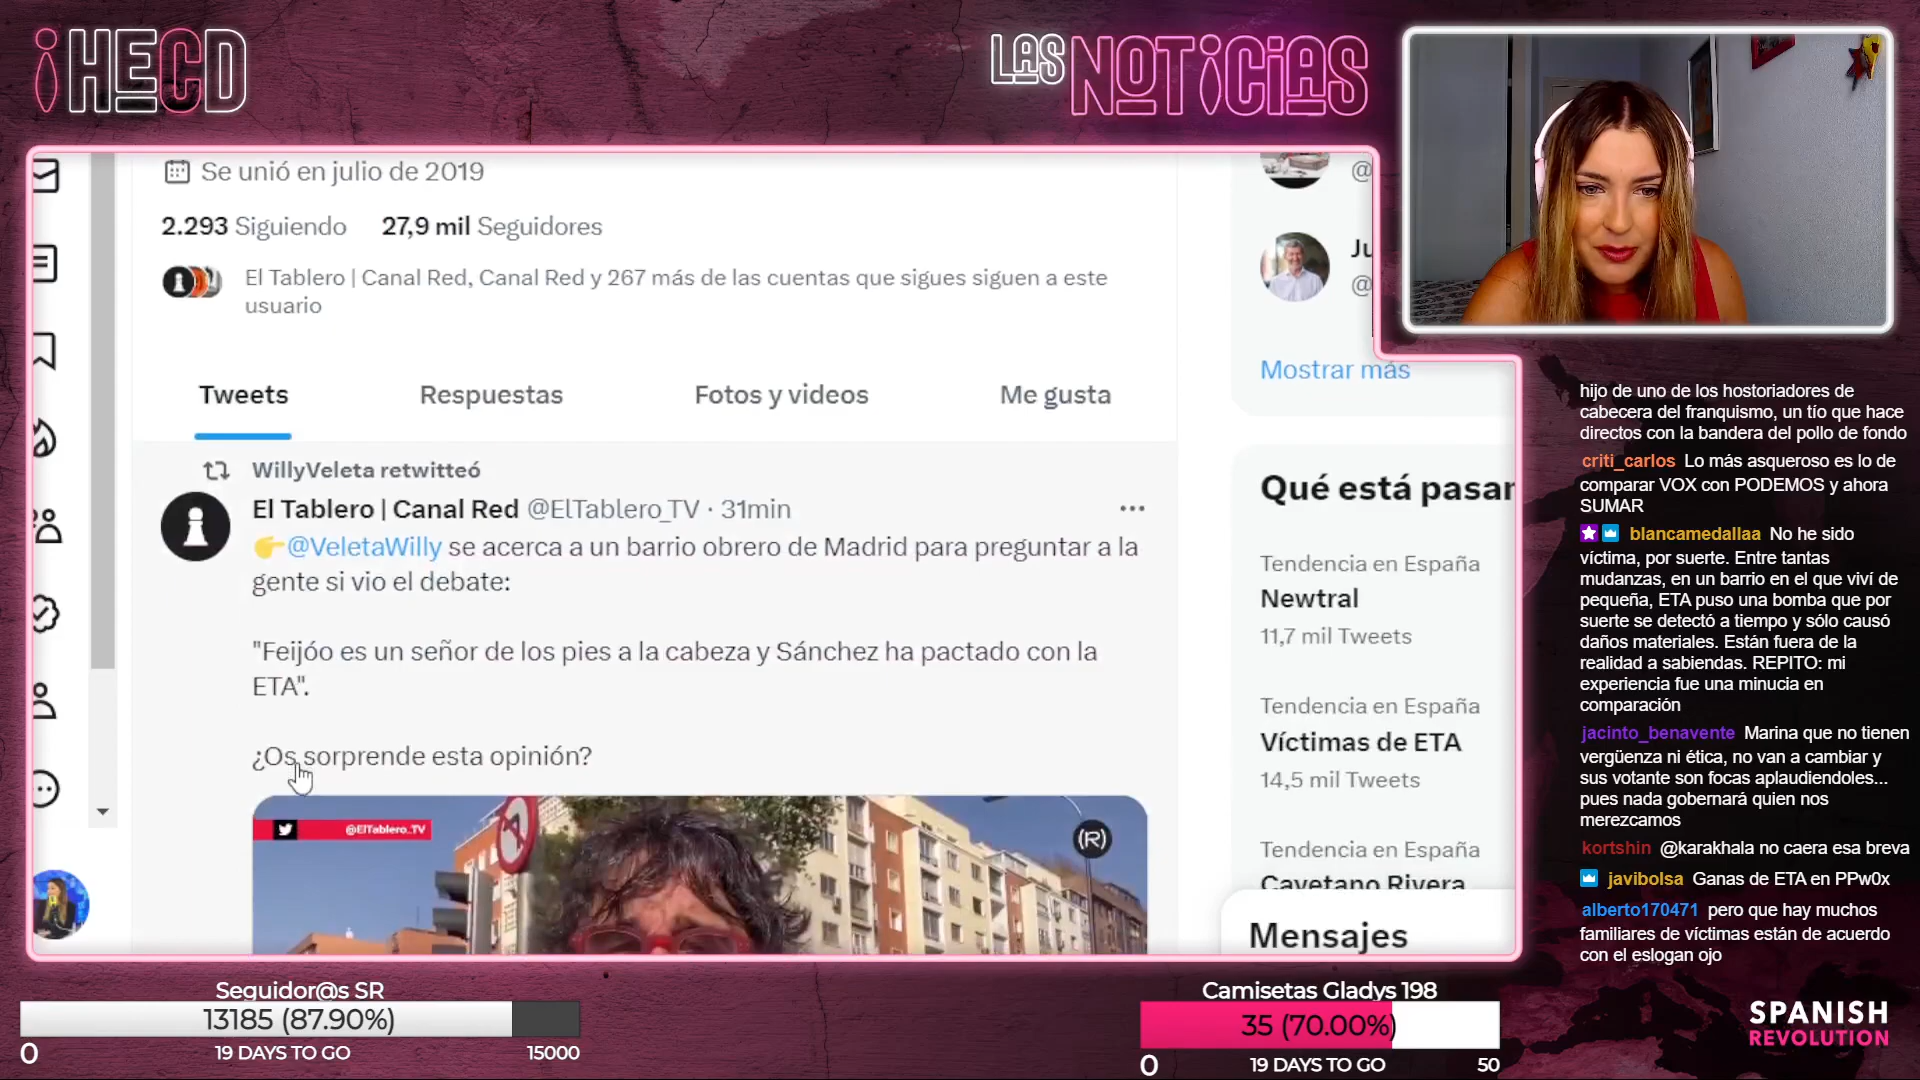 ¡HECD
LAS NOTICIAS
Se unió en julio de 2019
2.293 Siguiendo 27,9 mil Seguidores
El Tablero | Canal Red, Canal Red y 267 más de las cuentas que sigues siguen a este
usuario
Tweets Respuestas Fotos y videos Me gusta
WillyVeleta retwitteó
El Tablero | Canal Red @ElTablero_TV · 31min
👉@VeletaWilly se acerca a un barrio obrero de Madrid para preguntar a la
gente si vio el debate:
"Feijóo es un señor de los pies a la cabeza y Sánchez ha pactado con la
ETA".
¿Os sorprende esta opinión?
@ElTablero_TV
(R)
@
Ju
@
Mostrar más
Qué está pasan
Tendencia en España
Newtral
11,7 mil Tweets
Tendencia en España
Víctimas de ETA
14,5 mil Tweets
Tendencia en España
Cayetano Rivera
Mensajes
hijo de uno de los hostoriadores de
cabecera del franquismo, un tío que hace
directos con la bandera del pollo de fondo
criti_carlos Lo más asqueroso es lo de
comparar VOX con PODEMOS y ahora
SUMAR
blancamedallaa No he sido
víctima, por suerte. Entre tantas
mudanzas, en un barrio en el que viví de
pequeña, ETA puso una bomba que por
suerte se detectó a tiempo y sólo causó
daños materiales. Están fuera de la
realidad a sabiendas. REPITO: mi
experiencia fue una minucia en
comparación
jacinto_benavente Marina que no tienen
vergüenza ni ética, no van a cambiar y
sus votante son focas aplaudiendoles...
pues nada gobernará quien nos
merezcamos
kortshin @karakhala no caera esa breva
javibolsa Ganas de ETA en PPw0x
alberto170471 pero que hay muchos
familiares de víctimas están de acuerdo
con el eslogan ojo
Seguidor@s SR
13185 (87.90%)
0 19 DAYS TO GO 15000
Camisetas Gladys 198
35 (70.00%)
0 19 DAYS TO GO 50
SPANISH
REVOLUTION